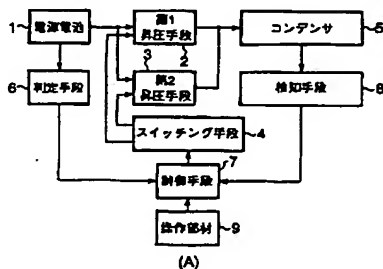 1
電源電池
第1
昇圧手段
2
コンデンサ
5
6
判定手段
3
第2
昇圧手段
検知手段
8
スイッチング手段
4
7
制御手段
操作部材
9
(A)